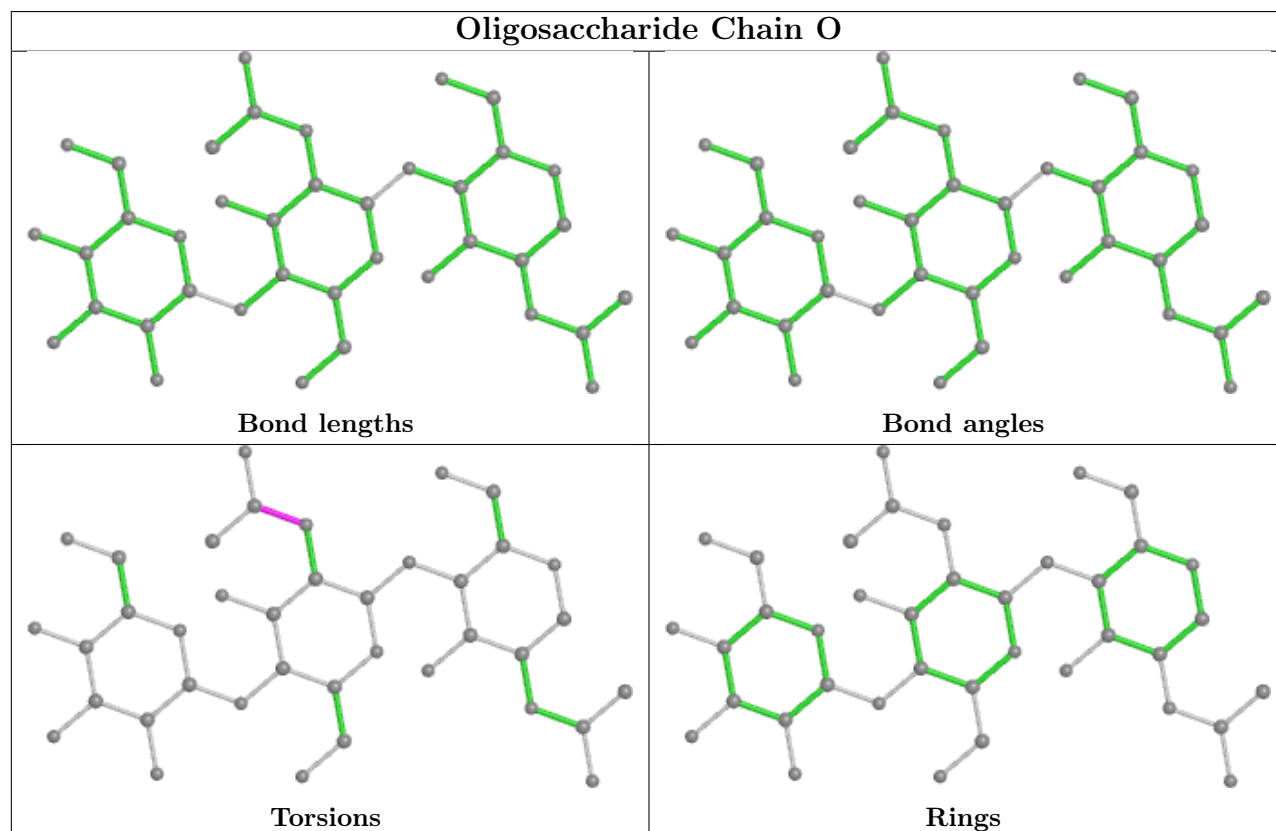 Oligosaccharide Chain O
Bond lengths
Bond angles
Torsions
Rings